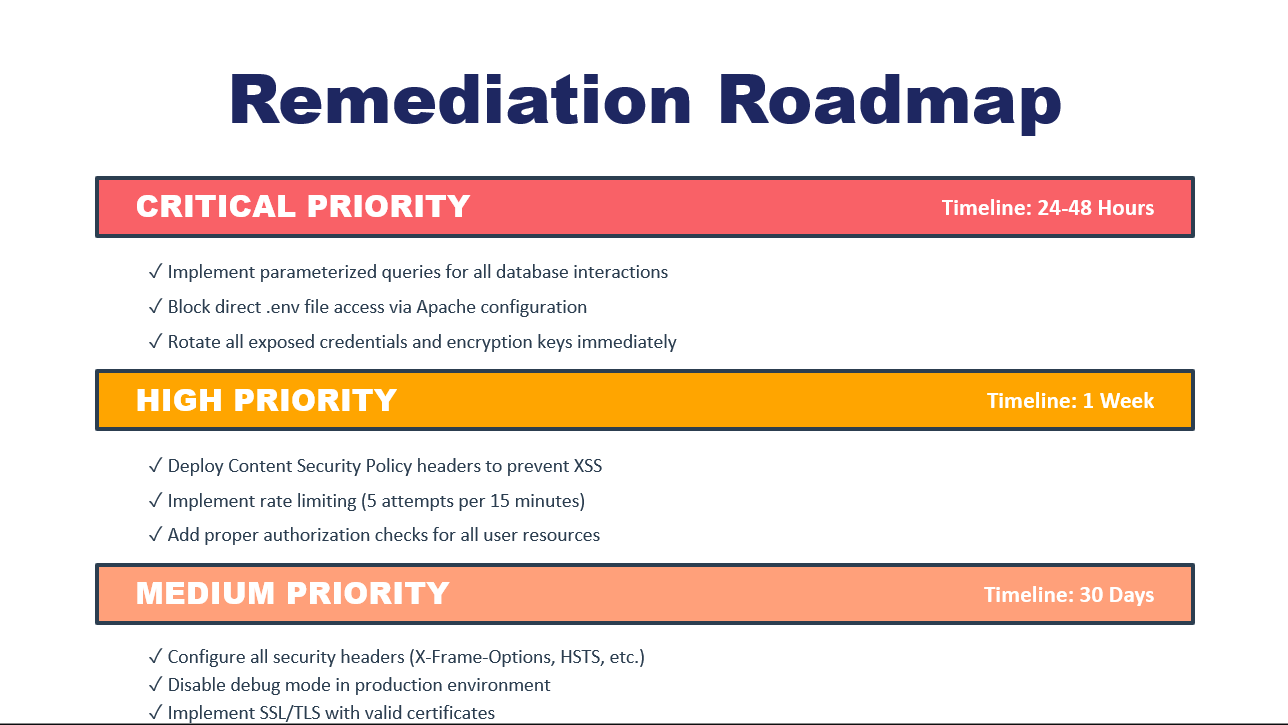 Remediation Roadmap
CRITICAL PRIORITY
Timeline: 24-48 Hours
✓ Implement parameterized queries for all database interactions
✓ Block direct .env file access via Apache configuration
✓ Rotate all exposed credentials and encryption keys immediately
HIGH PRIORITY
Timeline: 1 Week
✓ Deploy Content Security Policy headers to prevent XSS
✓ Implement rate limiting (5 attempts per 15 minutes)
✓ Add proper authorization checks for all user resources
MEDIUM PRIORITY
Timeline: 30 Days
✓ Configure all security headers (X-Frame-Options, HSTS, etc.)
✓ Disable debug mode in production environment
✓ Implement SSL/TLS with valid certificates